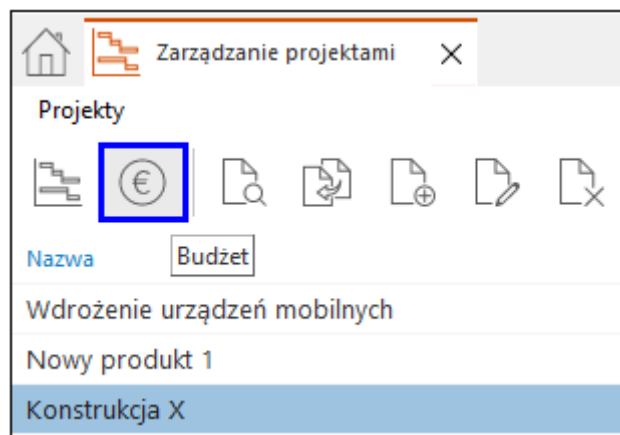 Zarządzanie projektami
Projekty
€
Nazwa
Budżet
Wdrożenie urządzeń mobilnych
Nowy produkt 1
Konstrukcja X